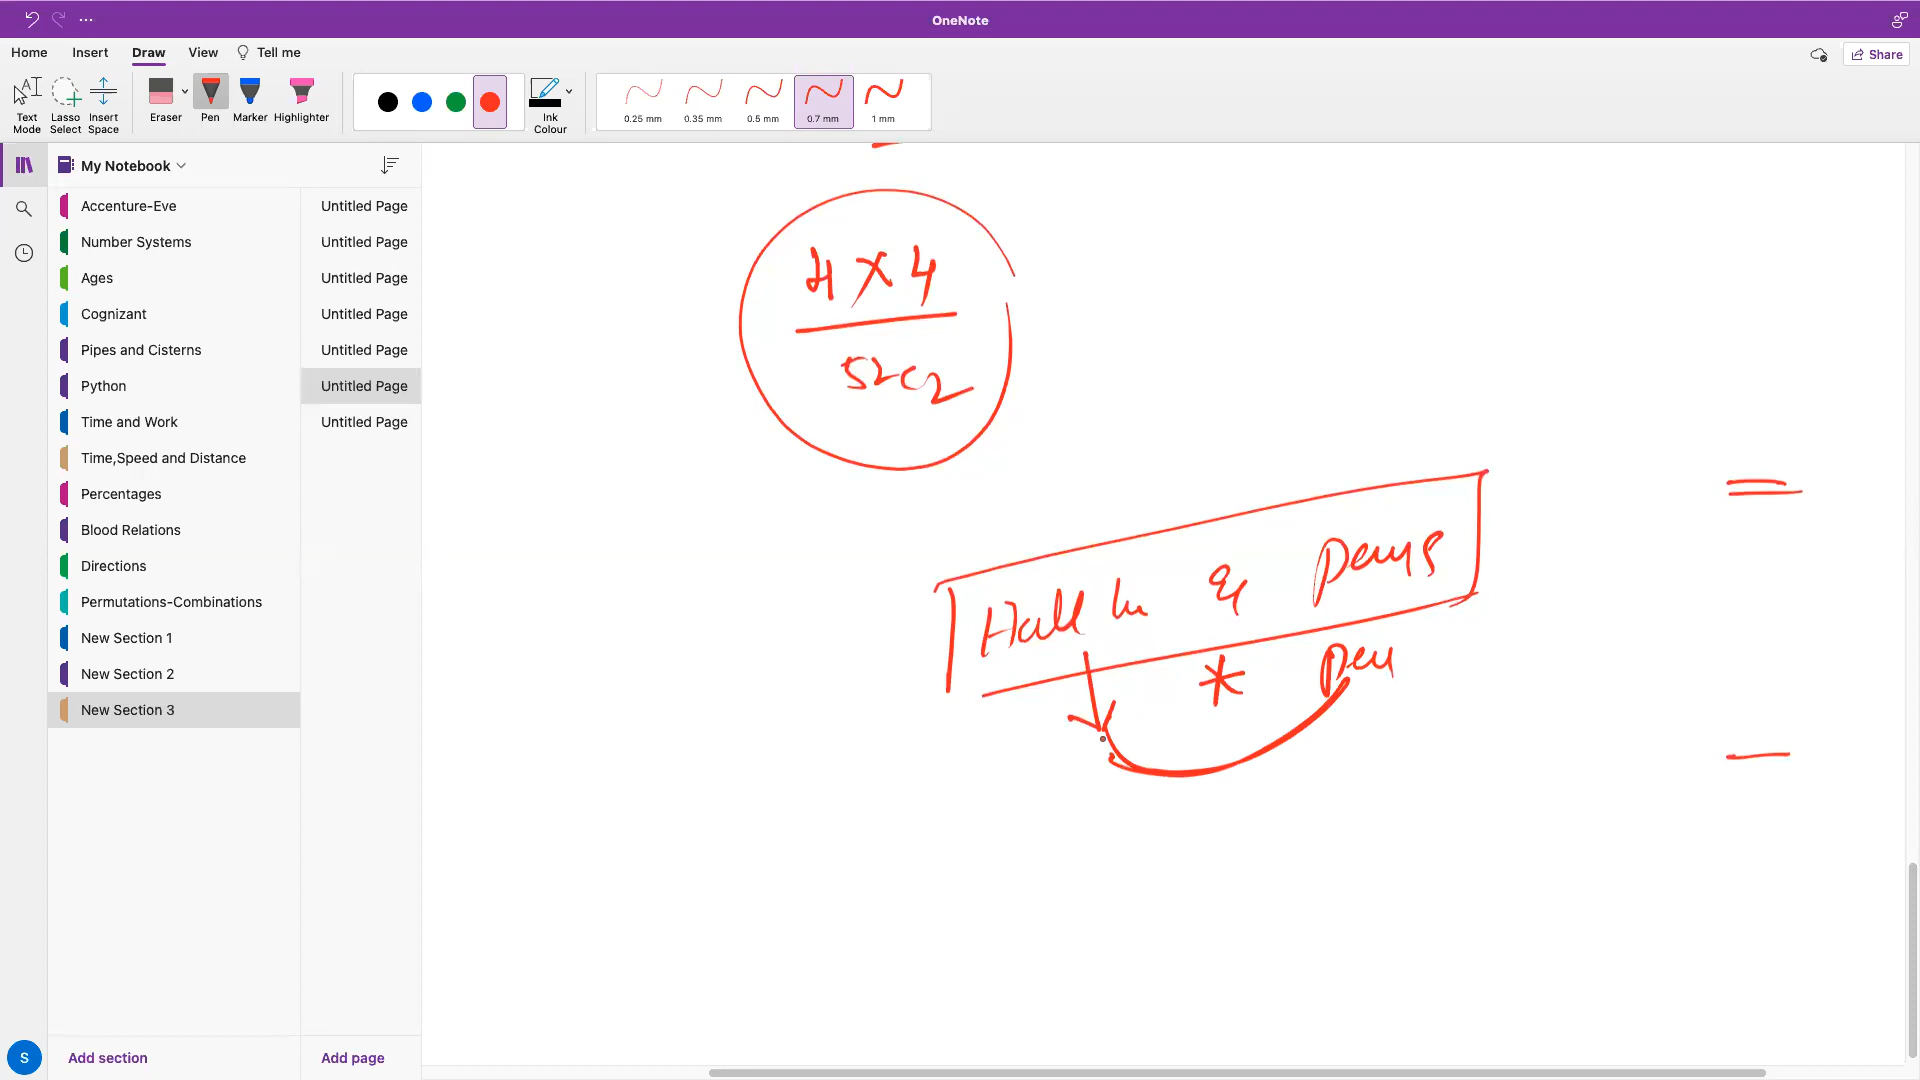 OneNote
Home Insert Draw View Tell me
Share
Text Mode
Lasso Select
Insert Space
Eraser
Pen
Marker
Highlighter
Ink Colour
0.25 mm
0.35 mm
0.5 mm
0.7 mm
1 mm
My Notebook
Accenture-Eve
Number Systems
Ages
Cognizant
Pipes and Cisterns
Python
Time and Work
Time,Speed and Distance
Percentages
Blood Relations
Directions
Permutations-Combinations
New Section 1
New Section 2
New Section 3
Untitled Page
Untitled Page
Untitled Page
Untitled Page
Untitled Page
Untitled Page
Untitled Page
4 X 4
52C2
=
* pen
S
Add section
Add page